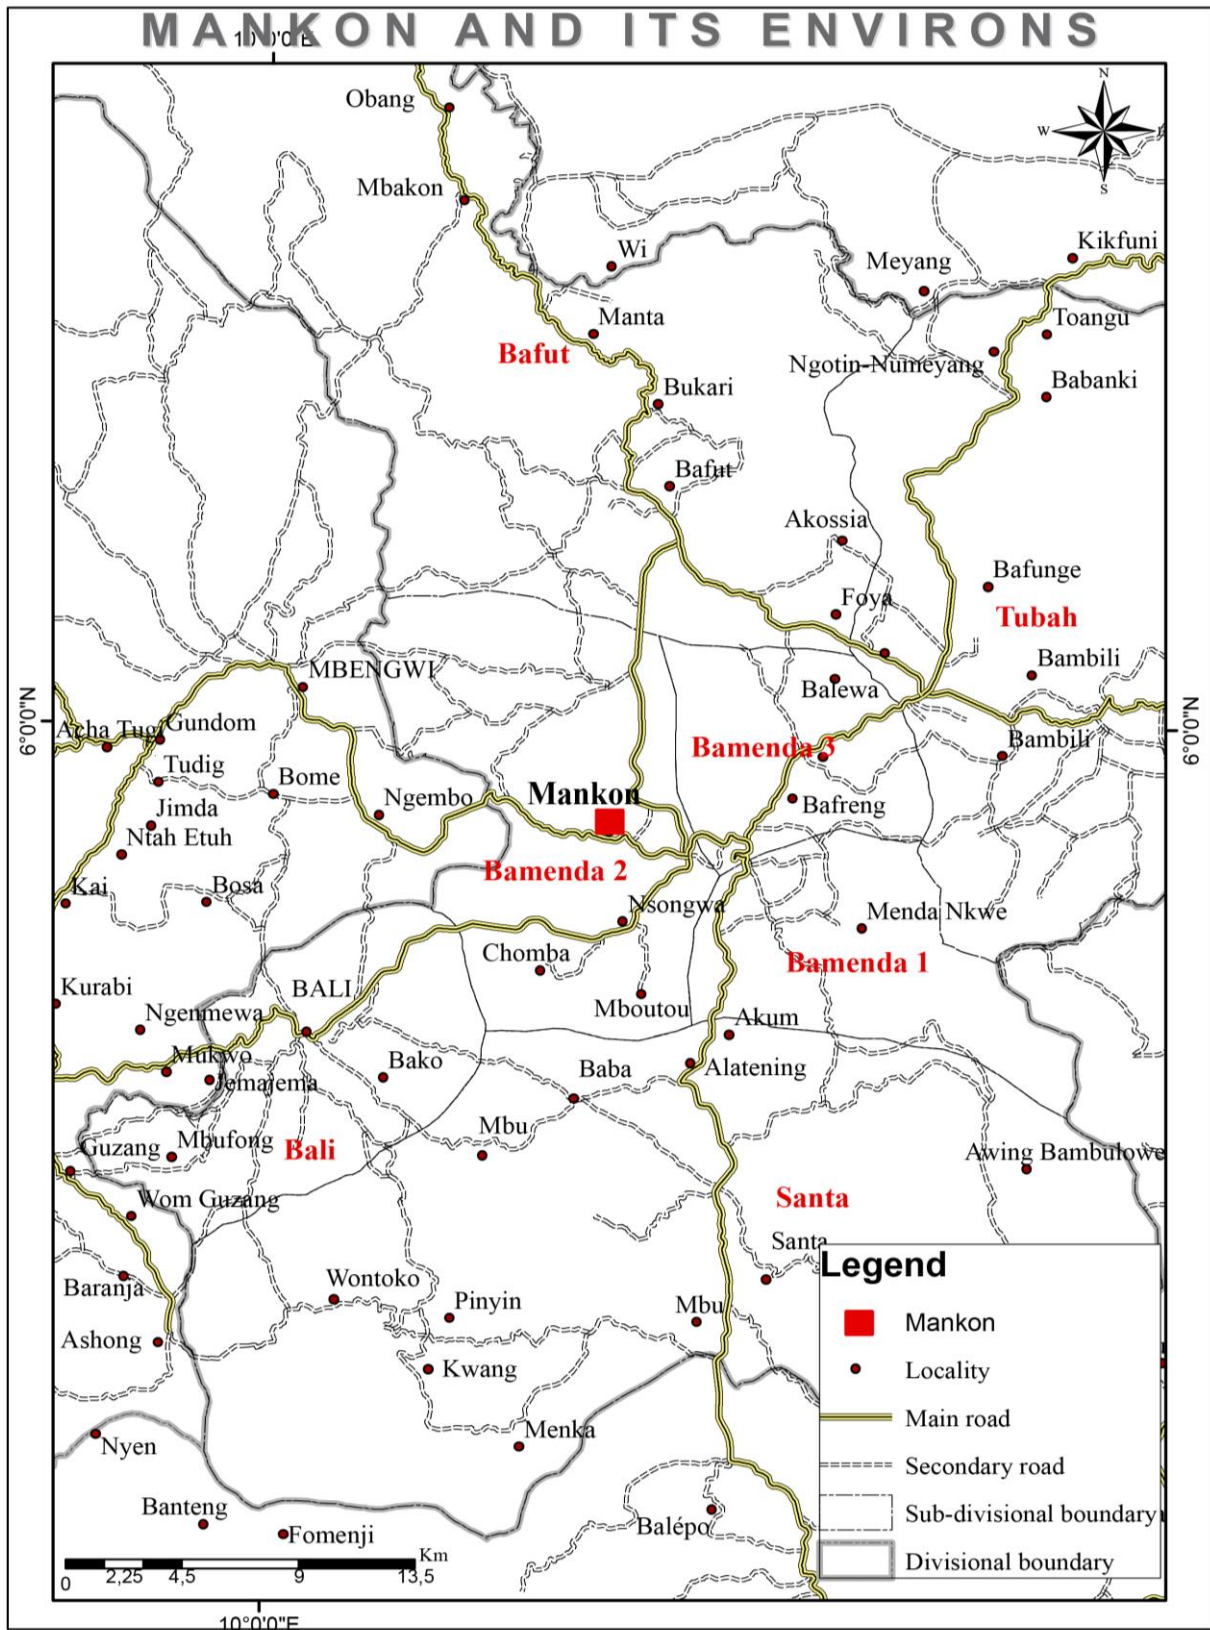 MANKON AND ITS ENVIRONS
10°0'0"E
N
W
S
Obang
Mbakon
Wi
Kikfuni
Meyang
Manta
Toangu
Bafut
Ngotin-Numeyang
Bukari
Babanki
Bafut
Akossia
Bafunge
Foya
Tubah
MBENGWI
Bambili
Balewa
6°0'0"N
6°0'0"N
Acha Tugi
Gundom
Bamenda 3
Bambili
Tudig
Bome
Mankon
Ngembo
Bafreng
Jimda
Ntah Etuh
Bamenda 2
Kai
Bosa
Nsongwa
Menda Nkwe
Chomba
Bamenda 1
Kurabi
BALI
Mboutou
Ngenmewa
Akum
Mukwo
Jemajema
Bako
Baba
Alatening
Guzang
Mbufong
Bali
Mbu
Awing Bambulowe
Wom Guzang
Santa
Santa
Baranja
Wontoko
Pinyin
Mbu
Ashong
Kwang
Nyen
Menka
Banteng
Fomenji
Balépo
Legend
Mankon
Locality
Main road
Secondary road
Sub-divisional boundary
Divisional boundary
Km
0
2,25
4,5
9
13,5
10°0'0"E